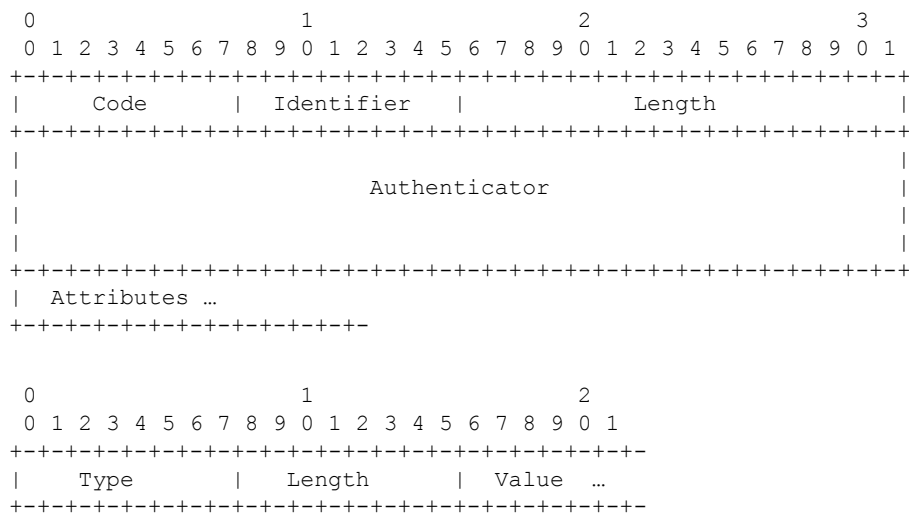 0                   1                   2                   3
 0 1 2 3 4 5 6 7 8 9 0 1 2 3 4 5 6 7 8 9 0 1 2 3 4 5 6 7 8 9 0 1
+-+-+-+-+-+-+-+-+-+-+-+-+-+-+-+-+-+-+-+-+-+-+-+-+-+-+-+-+-+-+-+-+
|     Code      |  Identifier   |            Length             |
+-+-+-+-+-+-+-+-+-+-+-+-+-+-+-+-+-+-+-+-+-+-+-+-+-+-+-+-+-+-+-+-+
|                                                               |
|                         Authenticator                         |
|                                                               |
|                                                               |
+-+-+-+-+-+-+-+-+-+-+-+-+-+-+-+-+-+-+-+-+-+-+-+-+-+-+-+-+-+-+-+-+
|  Attributes …
+-+-+-+-+-+-+-+-+-+-+-+-+-
 0                   1                   2
 0 1 2 3 4 5 6 7 8 9 0 1 2 3 4 5 6 7 8 9 0 1
+-+-+-+-+-+-+-+-+-+-+-+-+-+-+-+-+-+-+-+-+-+-+-
|    Type       |   Length      |  Value  …
+-+-+-+-+-+-+-+-+-+-+-+-+-+-+-+-+-+-+-+-+-+-+-